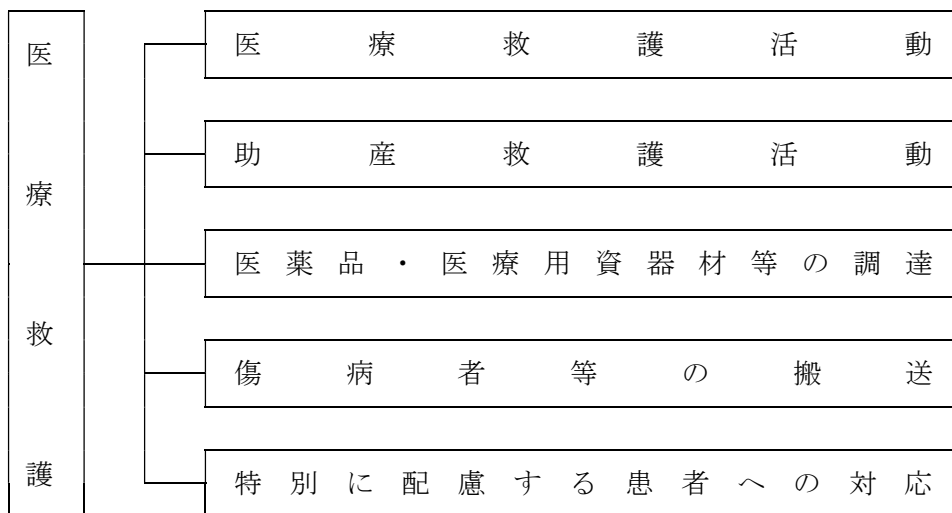 医療救護
医療救護活動
助産救護活動
医薬品・医療用資器材等の調達
傷病者等の搬送
特別に配慮する患者への対応